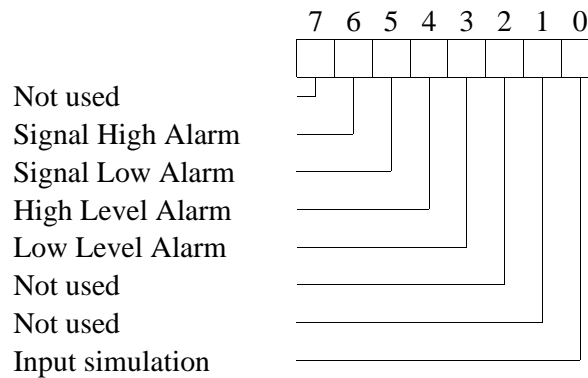 7 6 5 4 3 2 1 0
Not used
Signal High Alarm
Signal Low Alarm
High Level Alarm
Low Level Alarm
Not used
Not used
Input simulation